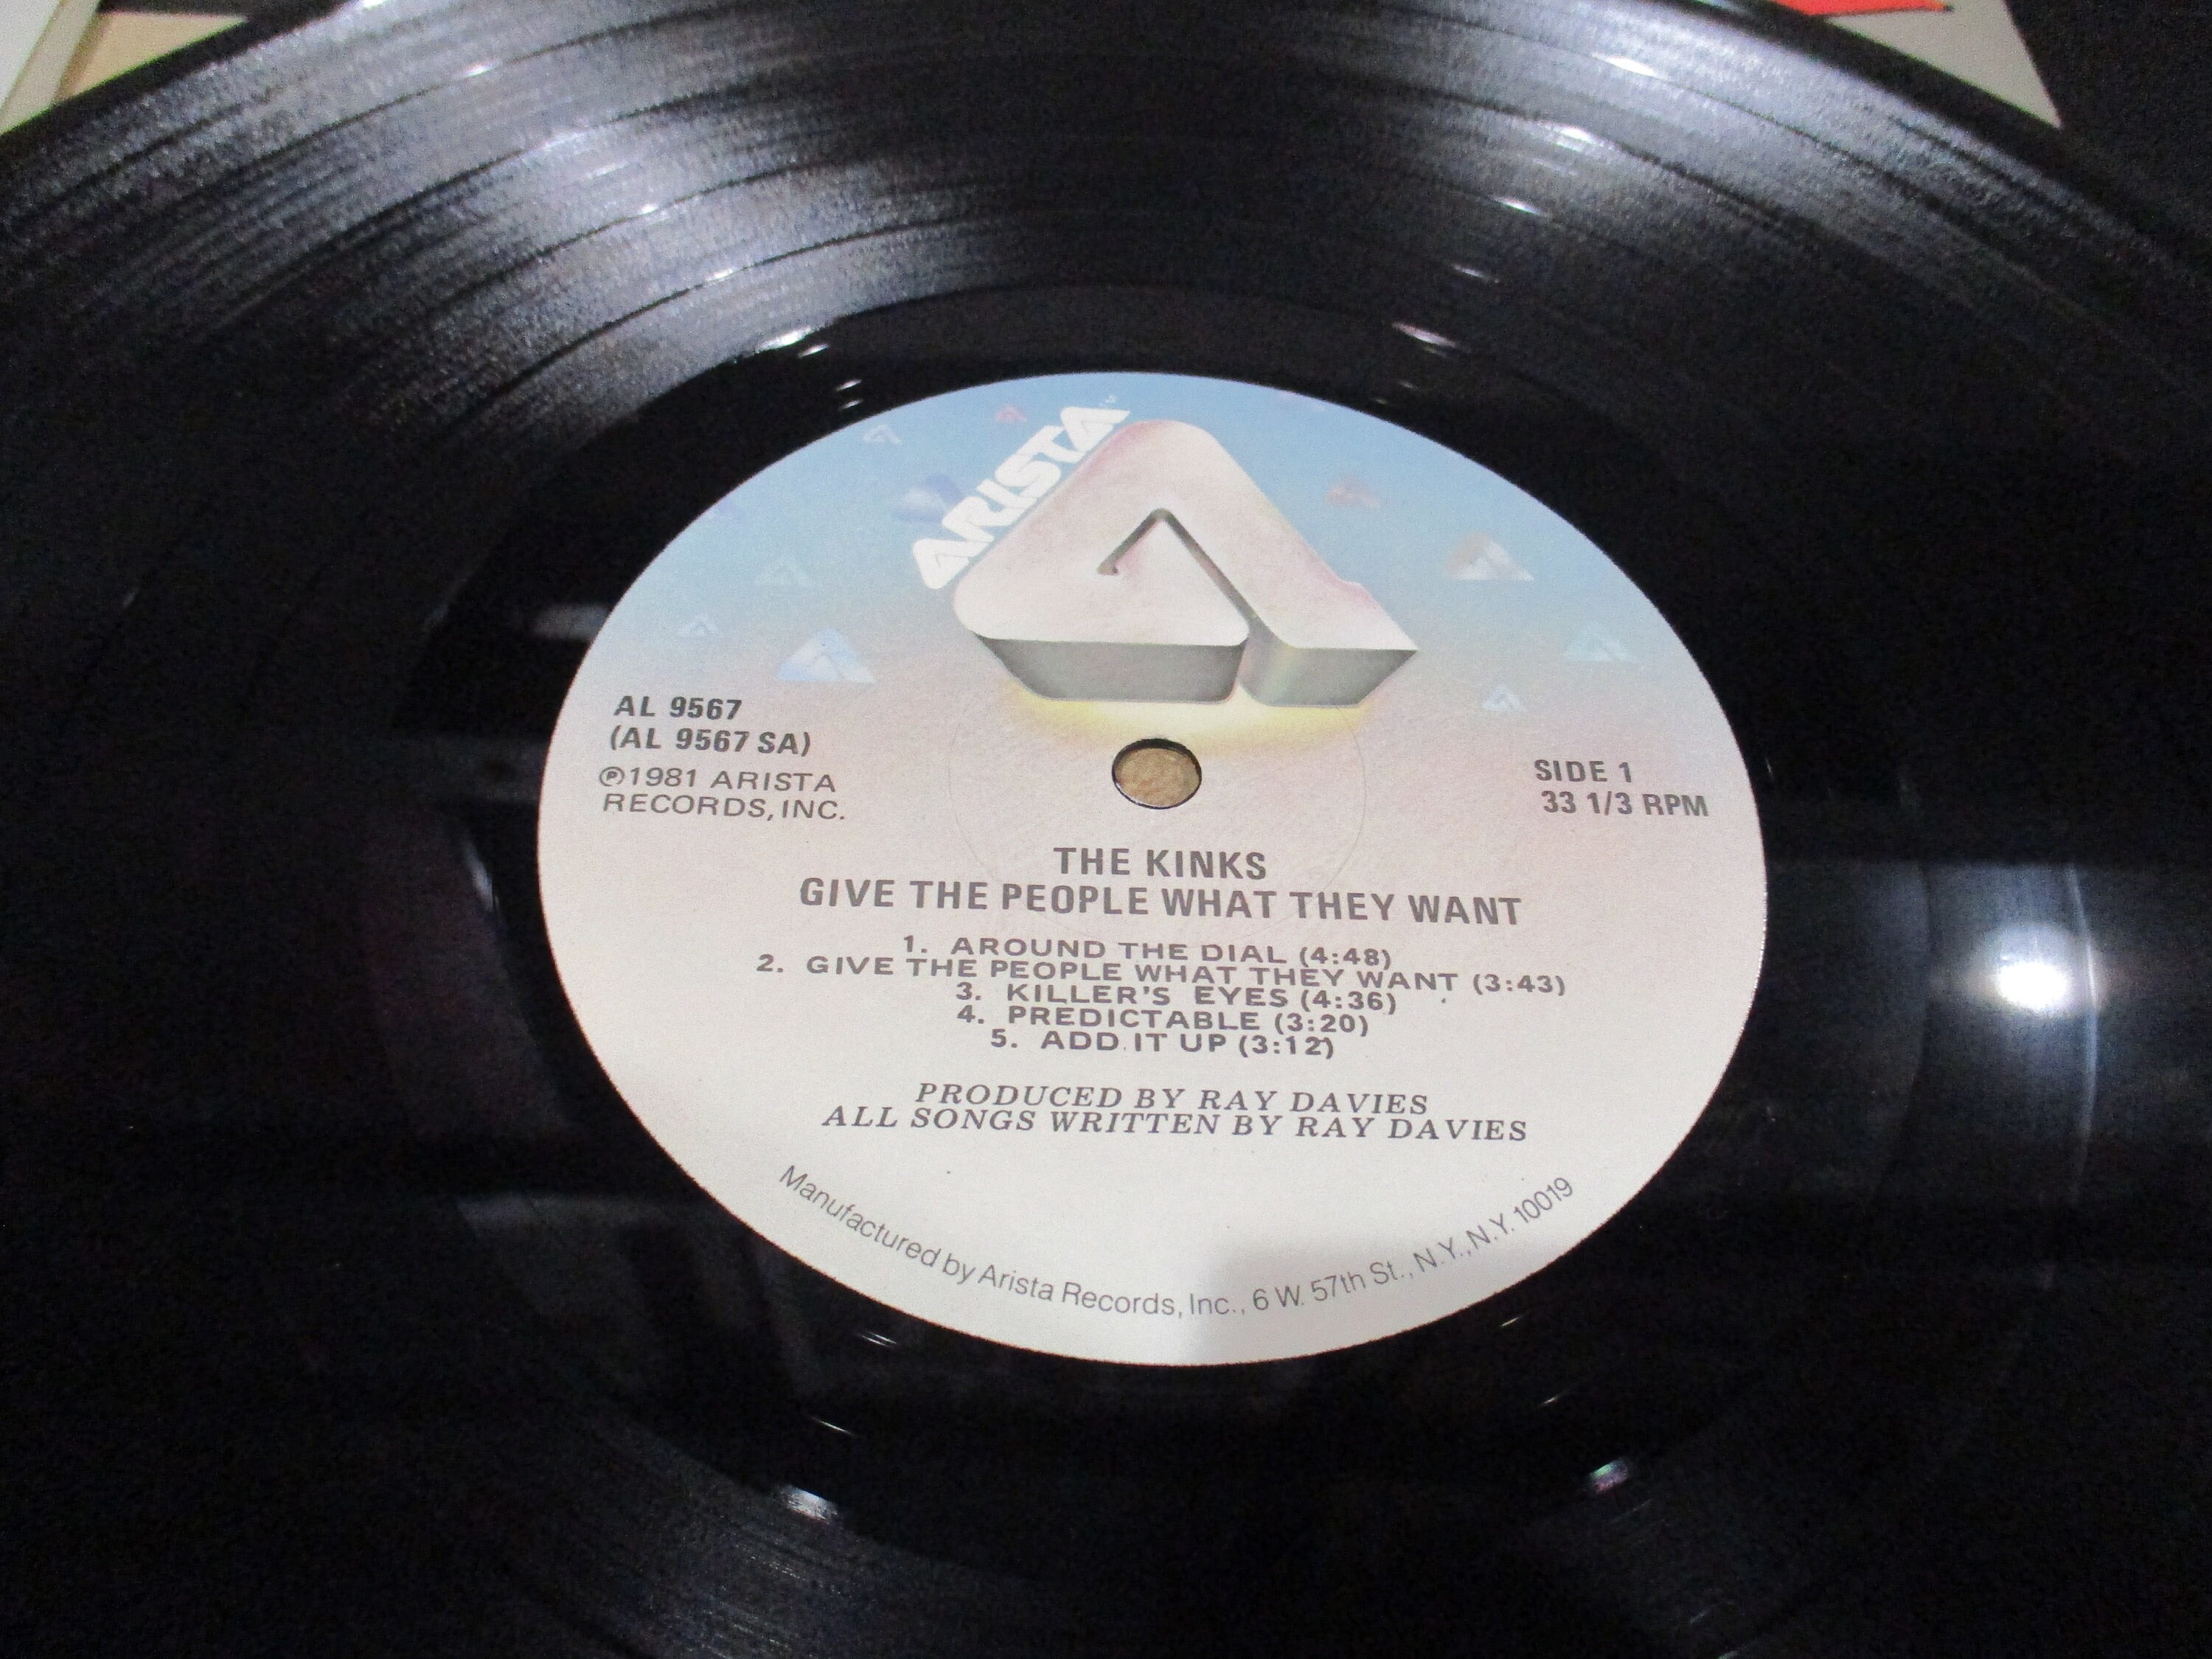 ARISTA
AL 9567
(AL 9567 SA)
Ⓟ1981 ARISTA
RECORDS, INC.
SIDE 1
33 1/3 RPM
THE KINKS
GIVE THE PEOPLE WHAT THEY WANT
1. AROUND THE DIAL (4:48)
2. GIVE THE PEOPLE WHAT THEY WANT (3:43)
3. KILLER'S EYES (4:36)
4. PREDICTABLE (3:20)
5. ADD IT UP (3:12)
PRODUCED BY RAY DAVIES
ALL SONGS WRITTEN BY RAY DAVIES
Manufactured by Arista Records, Inc., 6 W. 57th St., N.Y., N.Y. 10019